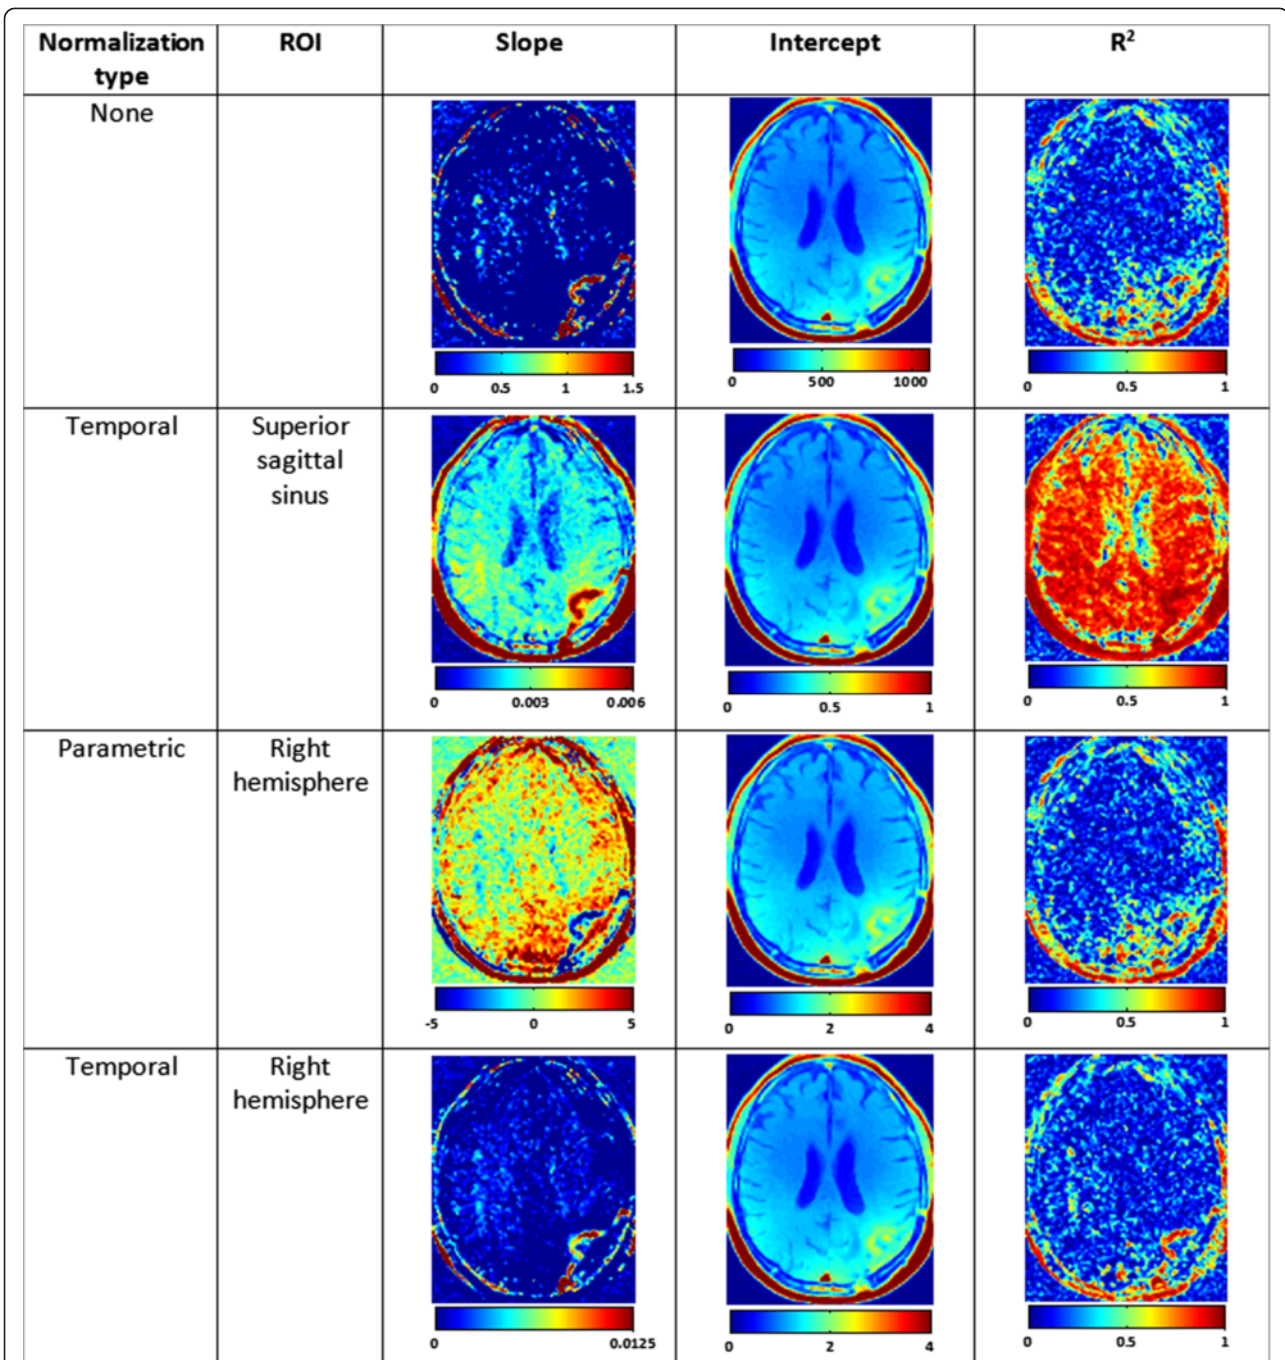 Normalization type
ROI
Slope
Intercept
R²
None
0 0.5 1 1.5
0 500 1000
0 0.5 1
Temporal
Superior
sagittal
sinus
0 0.003 0.006
0 0.5 1
0 0.5 1
Parametric
Right
hemisphere
-5 0 5
0 2 4
0 0.5 1
Temporal
Right
hemisphere
0 0.0125
0 2 4
0 0.5 1